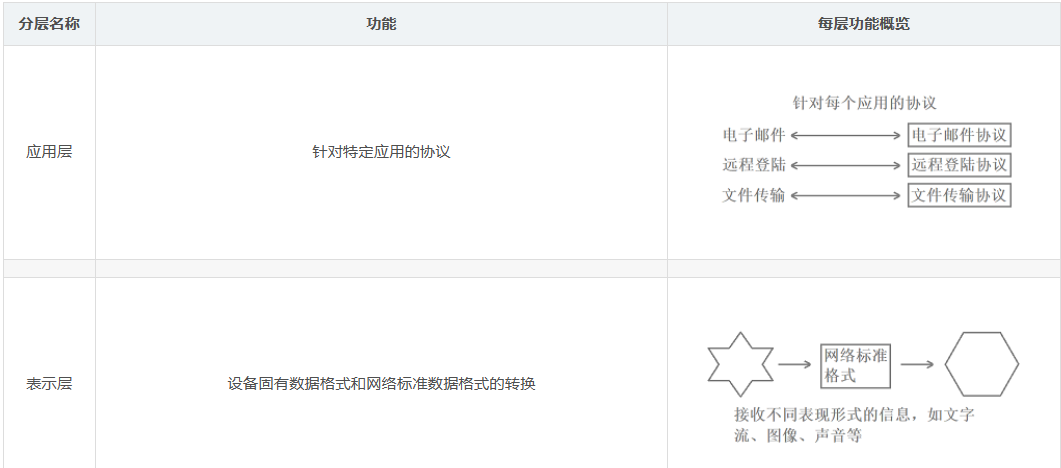 分层名称 功能 每层功能概览
应用层 针对特定应用的协议
针对每个应用的协议
电子邮件 电子邮件协议
远程登陆 远程登陆协议
文件传输 文件传输协议
表示层 设备固有数据格式和网络标准数据格式的转换
网络标准
格式
接收不同表现形式的信息，如文字
流、图像、声音等